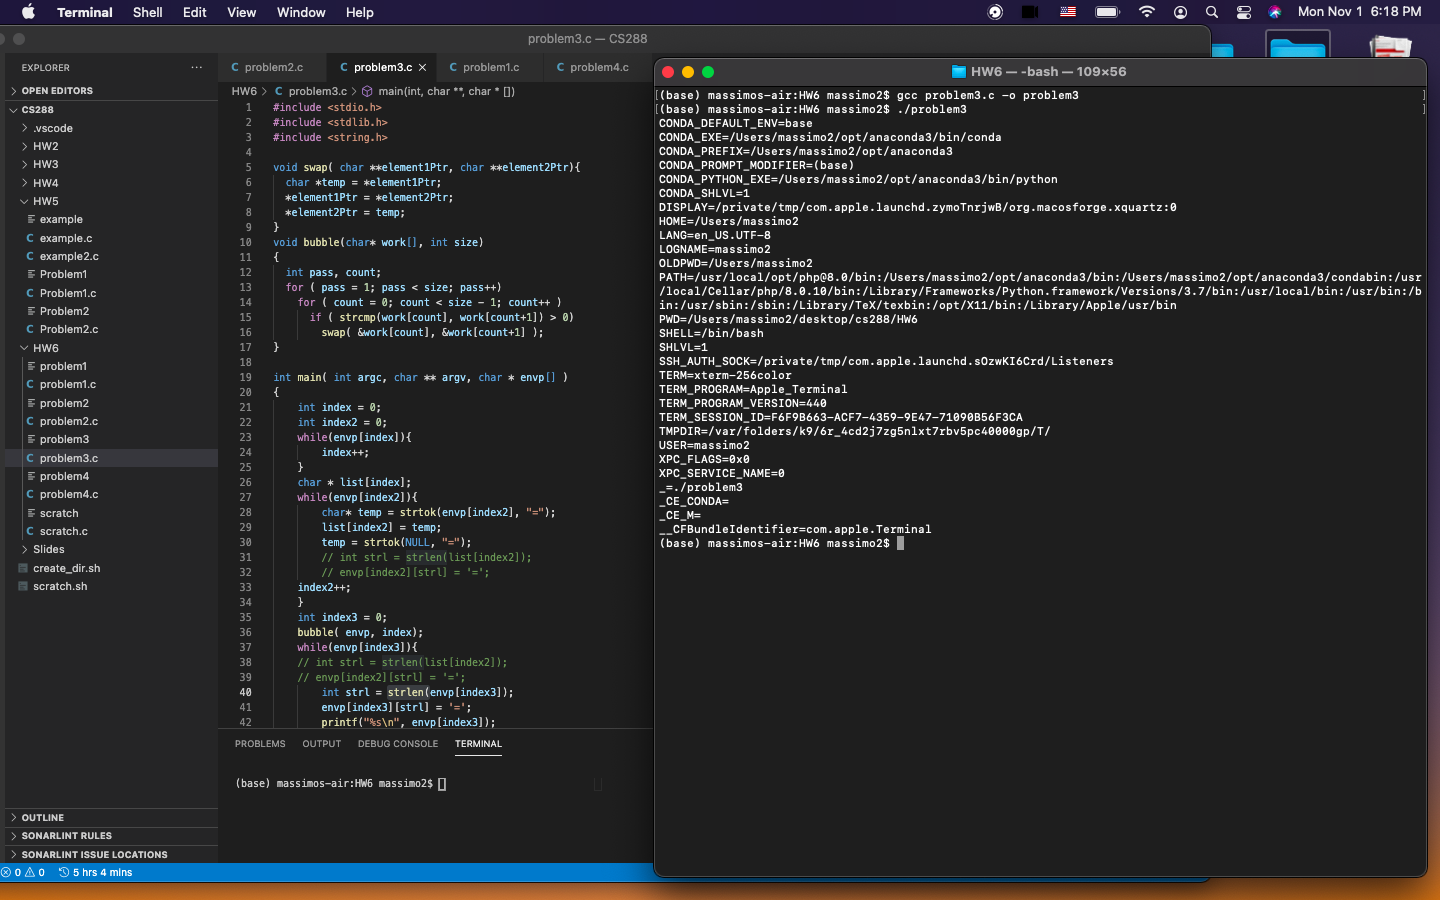 Terminal Shell Edit View Window Help Mon Nov 1 6:18 PM
problem3.c — CS288
EXPLORER ···
OPEN EDITORS
CS288
.vscode
HW2
HW3
HW4
HW5
example
C example.c
C example2.c
Problem1
C Problem1.c
Problem2
C Problem2.c
HW6
problem1
C problem1.c
problem2
C problem2.c
problem3
C problem3.c
problem4
C problem4.c
scratch
C scratch.c
Slides
create_dir.sh
scratch.sh
OUTLINE
SONARLINT RULES
SONARLINT ISSUE LOCATIONS
0 0 5 hrs 4 mins
C problem2.c C problem3.c × C problem1.c C problem4.c
HW6 > C problem3.c > main(int, char **, char * [])
1 #include <stdio.h>
2 #include <stdlib.h>
3 #include <string.h>
4
5 void swap( char **element1Ptr, char **element2Ptr){
6 char *temp = *element1Ptr;
7 *element1Ptr = *element2Ptr;
8 *element2Ptr = temp;
9 }
10 void bubble(char* work[], int size)
11 {
12 int pass, count;
13 for ( pass = 1; pass < size; pass++)
14 for ( count = 0; count < size - 1; count++ )
15 if ( strcmp(work[count], work[count+1]) > 0)
16 swap( &work[count], &work[count+1] );
17 }
18
19 int main( int argc, char ** argv, char * envp[] )
20 {
21 int index = 0;
22 int index2 = 0;
23 while(envp[index]){
24 index++;
25 }
26 char * list[index];
27 while(envp[index2]){
28 char* temp = strtok(envp[index2], "=");
29 list[index2] = temp;
30 temp = strtok(NULL, "=");
31 // int strl = strlen(list[index2]);
32 // envp[index2][strl] = '=';
33 index2++;
34 }
35 int index3 = 0;
36 bubble( envp, index);
37 while(envp[index3]){
38 // int strl = strlen(list[index2]);
39 // envp[index2][strl] = '=';
40 int strl = strlen(envp[index3]);
41 envp[index3][strl] = '=';
42 printf("%s\n", envp[index3]);
PROBLEMS OUTPUT DEBUG CONSOLE TERMINAL
(base) massimos-air:HW6 massimo2$
HW6 — -bash — 109×56
[(base) massimos-air:HW6 massimo2$ gcc problem3.c -o problem3 ]
[(base) massimos-air:HW6 massimo2$ ./problem3 ]
CONDA_DEFAULT_ENV=base
CONDA_EXE=/Users/massimo2/opt/anaconda3/bin/conda
CONDA_PREFIX=/Users/massimo2/opt/anaconda3
CONDA_PROMPT_MODIFIER=(base)
CONDA_PYTHON_EXE=/Users/massimo2/opt/anaconda3/bin/python
CONDA_SHLVL=1
DISPLAY=/private/tmp/com.apple.launchd.zymoTnrjwB/org.macosforge.xquartz:0
HOME=/Users/massimo2
LANG=en_US.UTF-8
LOGNAME=massimo2
OLDPWD=/Users/massimo2
PATH=/usr/local/opt/php@8.0/bin:/Users/massimo2/opt/anaconda3/bin:/Users/massimo2/opt/anaconda3/condabin:/usr
/local/Cellar/php/8.0.10/bin:/Library/Frameworks/Python.framework/Versions/3.7/bin:/usr/local/bin:/usr/bin:/b
in:/usr/sbin:/sbin:/Library/TeX/texbin:/opt/X11/bin:/Library/Apple/usr/bin
PWD=/Users/massimo2/desktop/cs288/HW6
SHELL=/bin/bash
SHLVL=1
SSH_AUTH_SOCK=/private/tmp/com.apple.launchd.sOzwKI6Crd/Listeners
TERM=xterm-256color
TERM_PROGRAM=Apple_Terminal
TERM_PROGRAM_VERSION=440
TERM_SESSION_ID=F6F9B663-ACF7-4359-9E47-71090B56F3CA
TMPDIR=/var/folders/k9/6r_4cd2j7zg5nlxt7rbv5pc40000gp/T/
USER=massimo2
XPC_FLAGS=0x0
XPC_SERVICE_NAME=0
_=./problem3
_CE_CONDA=
_CE_M=
__CFBundleIdentifier=com.apple.Terminal
(base) massimos-air:HW6 massimo2$